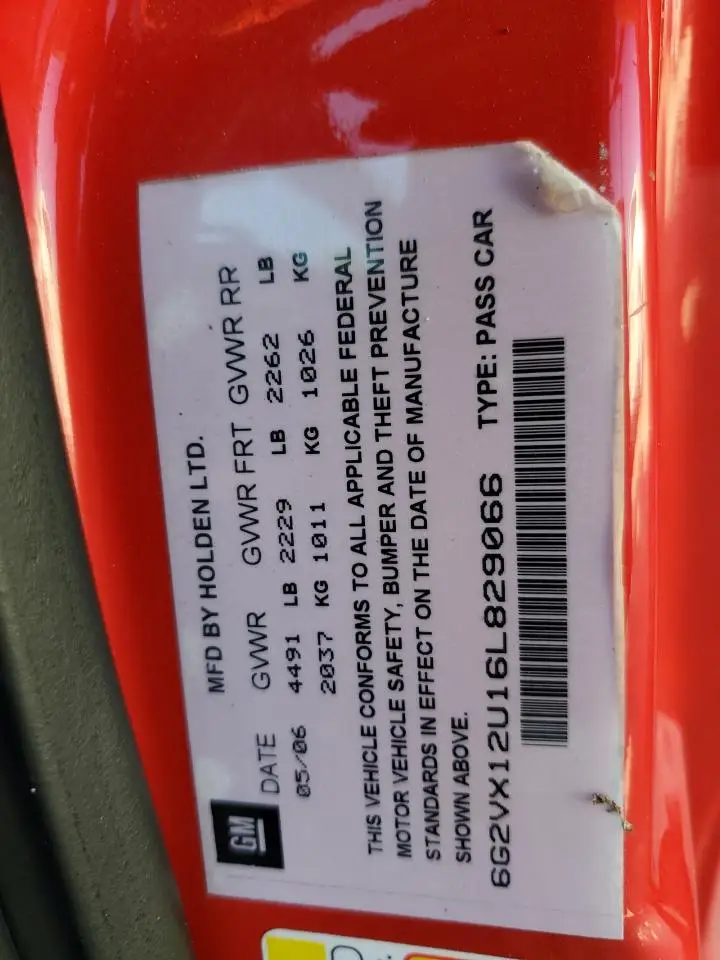 GM
MFD BY HOLDEN LTD.
DATE GVWR GVWR FRT GVWR RR
05/06 4491 LB 2229 LB 2262 LB
2037 KG 1011 KG 1026 KG
THIS VEHICLE CONFORMS TO ALL APPLICABLE FEDERAL
MOTOR VEHICLE SAFETY, BUMPER AND THEFT PREVENTION
STANDARDS IN EFFECT ON THE DATE OF MANUFACTURE
SHOWN ABOVE.
6G2VX12U16L829066 TYPE: PASS CAR